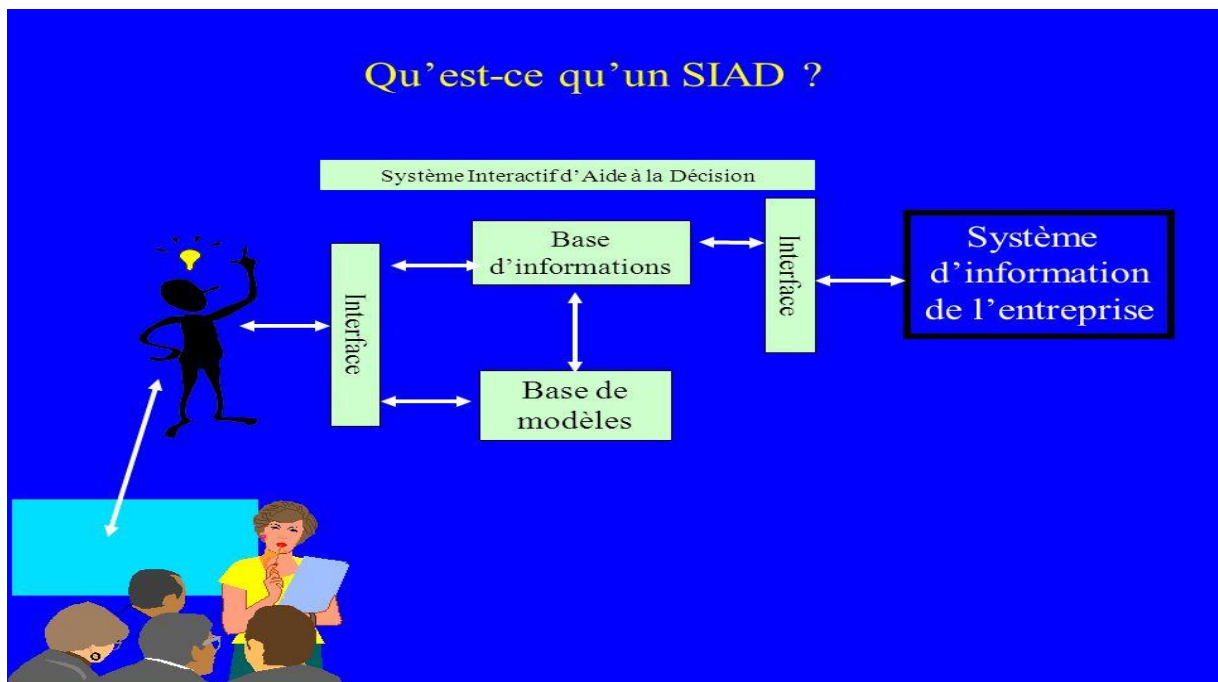 Qu’est-ce qu’un SIAD ?
Système Interactif d’Aide à la Décision
Interface
Base
d’informations
Base de
modèles
Interface
Système
d’information
de l’entreprise